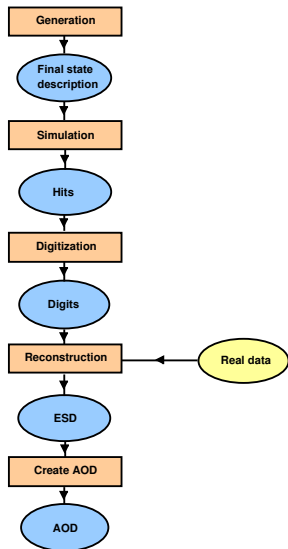 Generation
Final state
description
Simulation
Hits
Digitization
Digits
Reconstruction
Real data
ESD
Create AOD
AOD